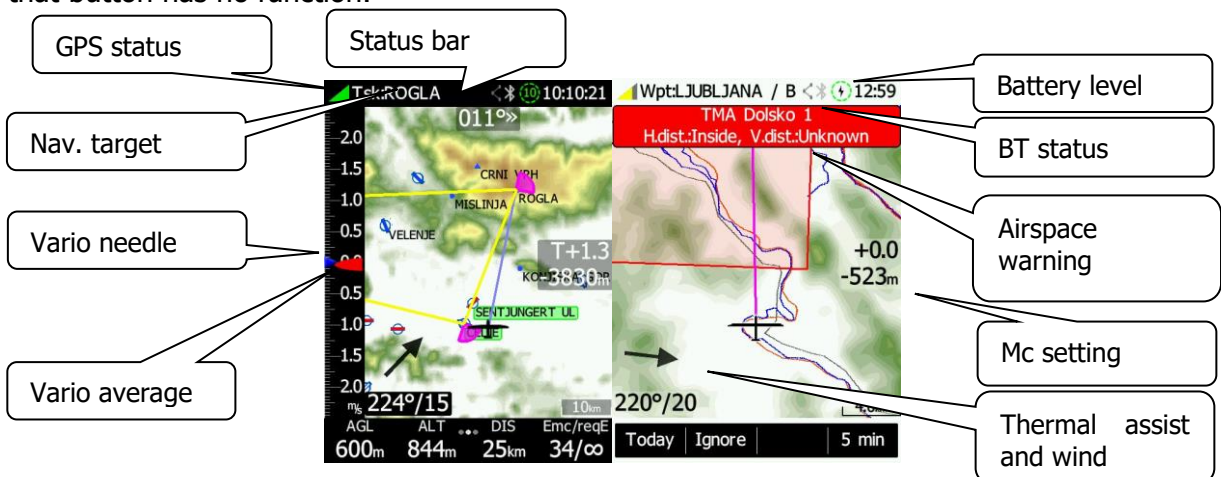 that button has no function.
GPS status
Status bar
Battery level
Nav. target
BT status
Vario needle
Airspace
warning
Vario average
Mc setting
Thermal assist
and wind
Tsk:ROGLA 10 10:10:21
011°»
2.0
1.5
1.0
0.5
0.5
1.0
1.5
2.0
m/s
CRNI VRH
MISLINJA
ROGLA
VELENJE
T+1.3
-3830m
SENTJUNGERT UL
CELJE
224°/15
10km
AGL ALT DIS Emc/reqE
600m 844m 25km 34/∞
Wpt:LJUBLJANA / B 12:59
TMA Dolsko 1
H.dist.:Inside, V.dist.:Unknown
+0.0
-523m
220°/20
Today Ignore 5 min